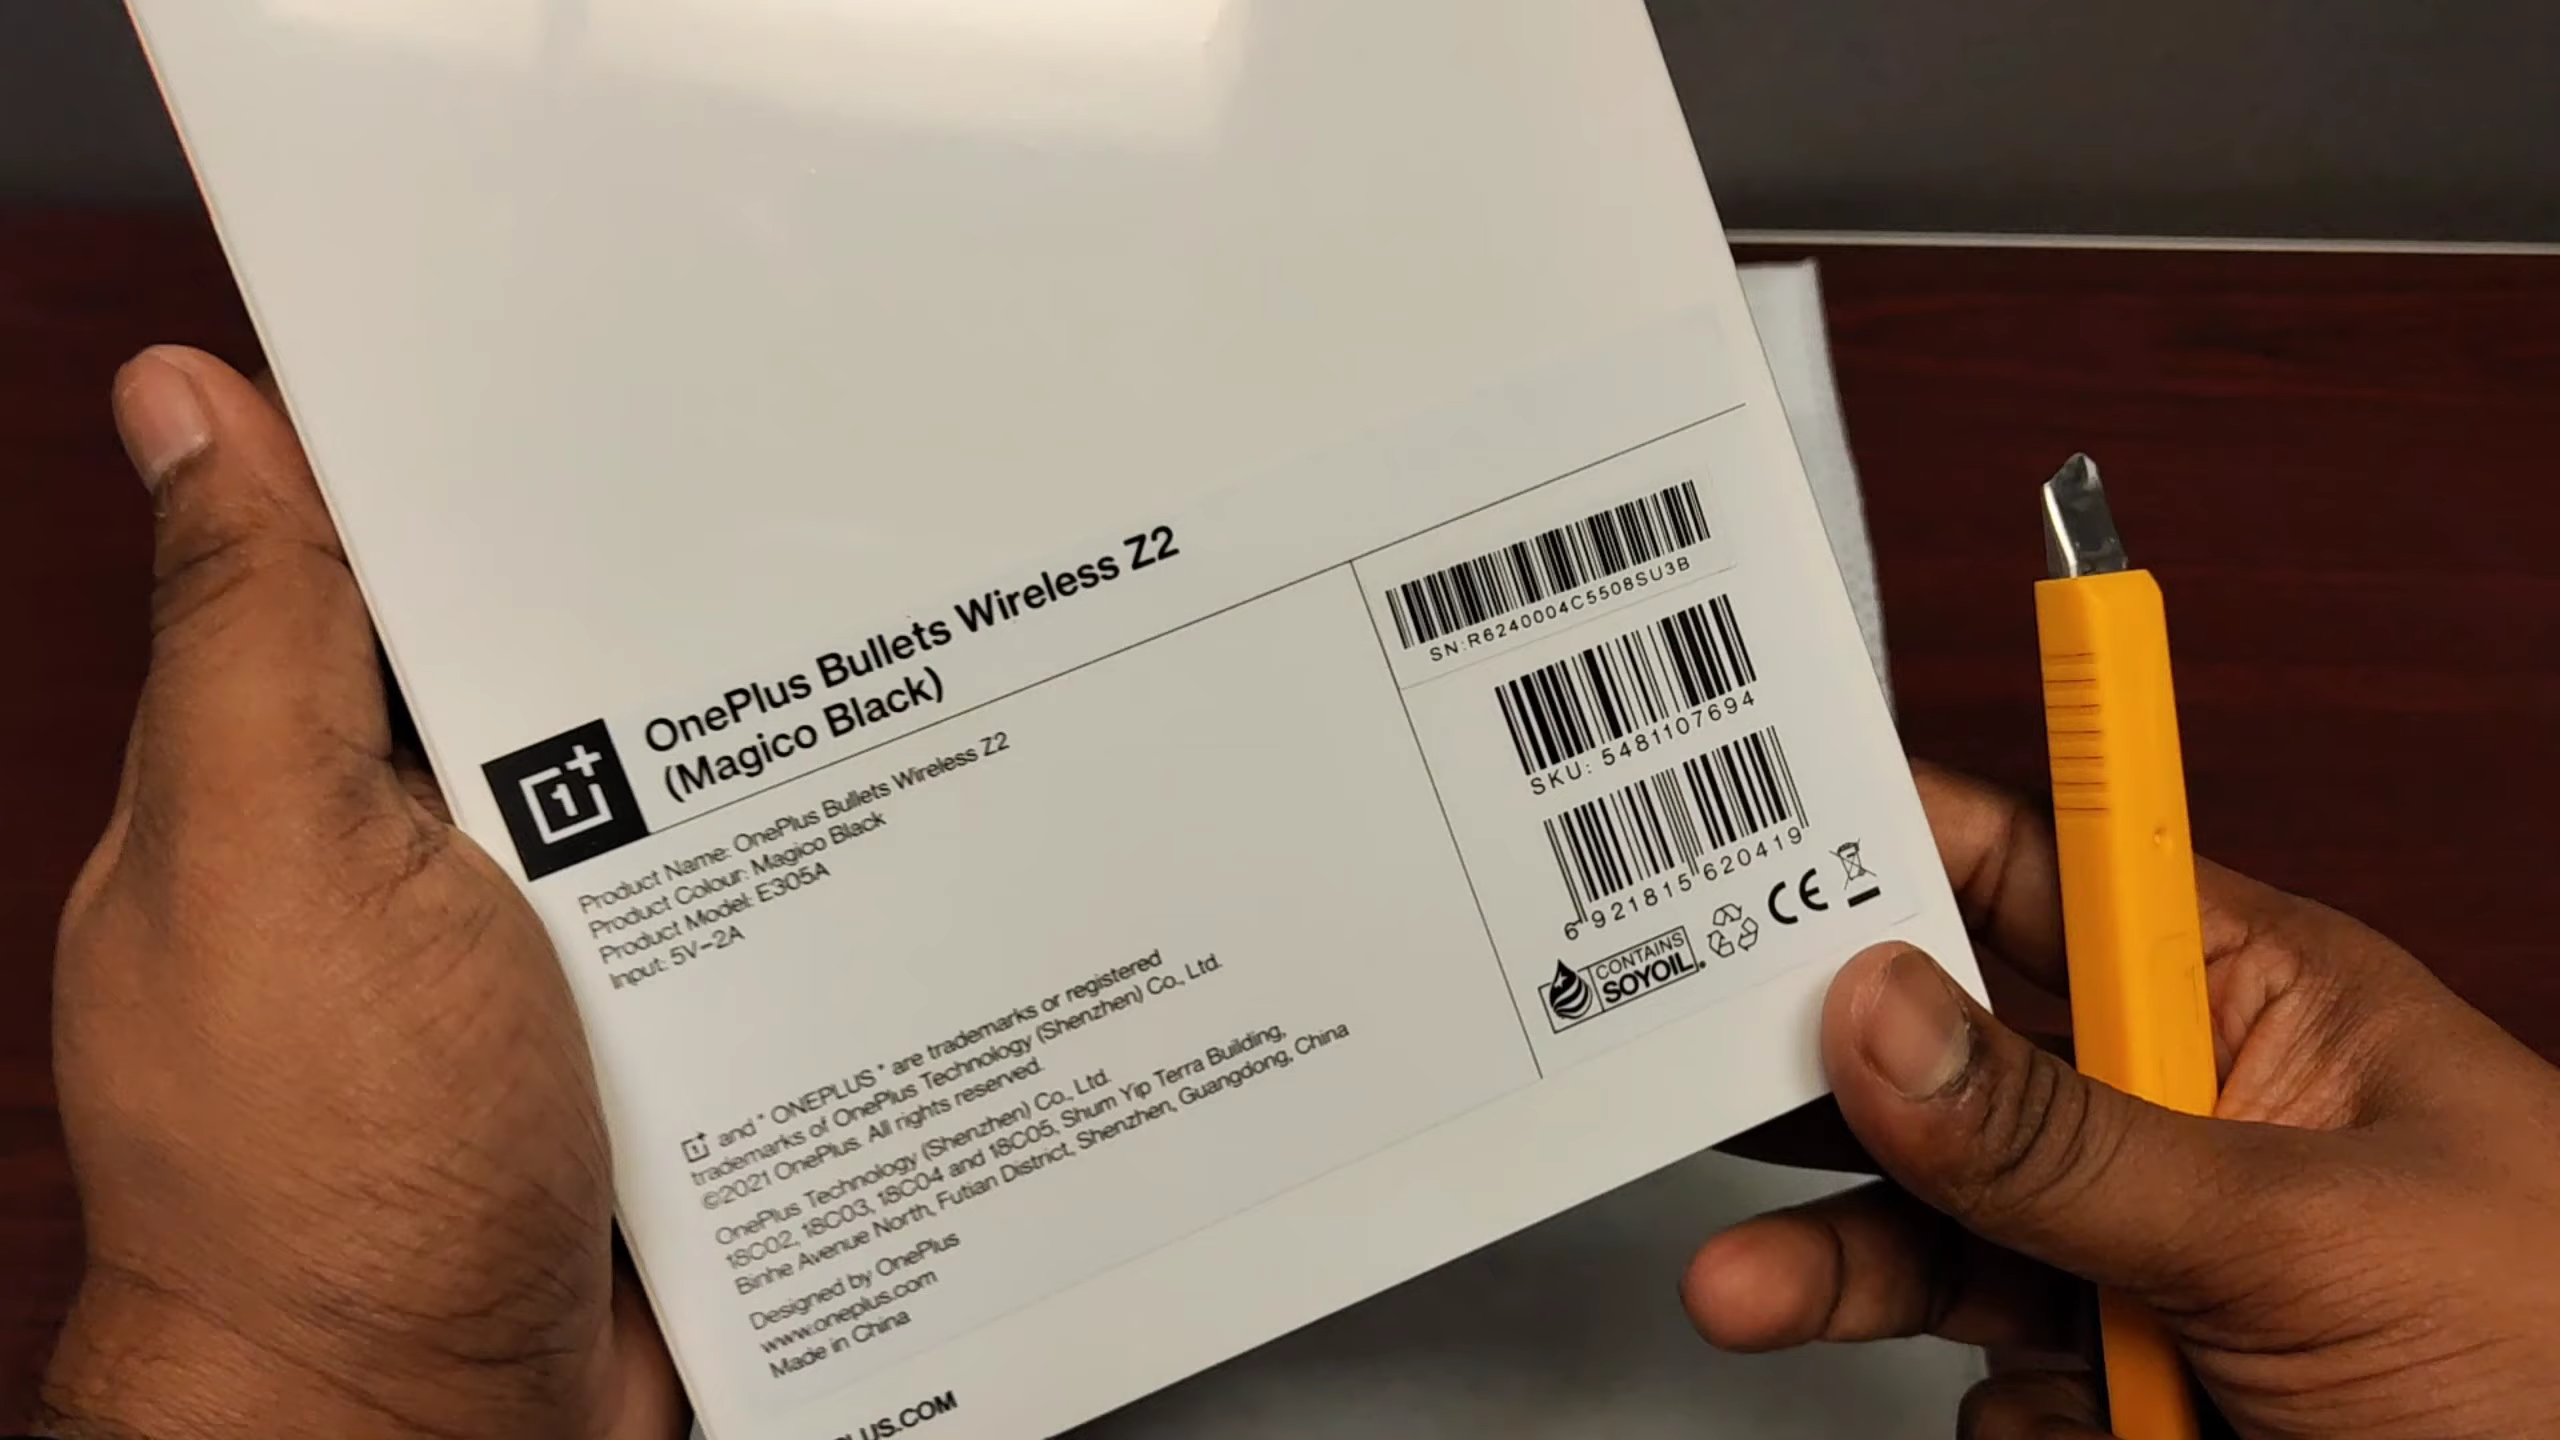 OnePlus Bullets Wireless Z2
(Magico Black)
Product Name: OnePlus Bullets Wireless Z2
Product Colour: Magico Black
Product Model: E305A
Input: 5V⎓2A
and " ONEPLUS " are trademarks or registered
trademarks of OnePlus Technology (Shenzhen) Co., Ltd.
©2021 OnePlus. All rights reserved.
OnePlus Technology (Shenzhen) Co., Ltd.
18C02, 18C03, 18C04 and 18C05, Shum Yip Terra Building,
Binhe Avenue North, Futian District, Shenzhen, Guangdong, China
Designed by OnePlus
www.oneplus.com
Made in China
SN:R6240004C5508SU3B
SKU: 5481107694
6 921815 620419
CE
CONTAINS
SOYOIL
LUS.COM